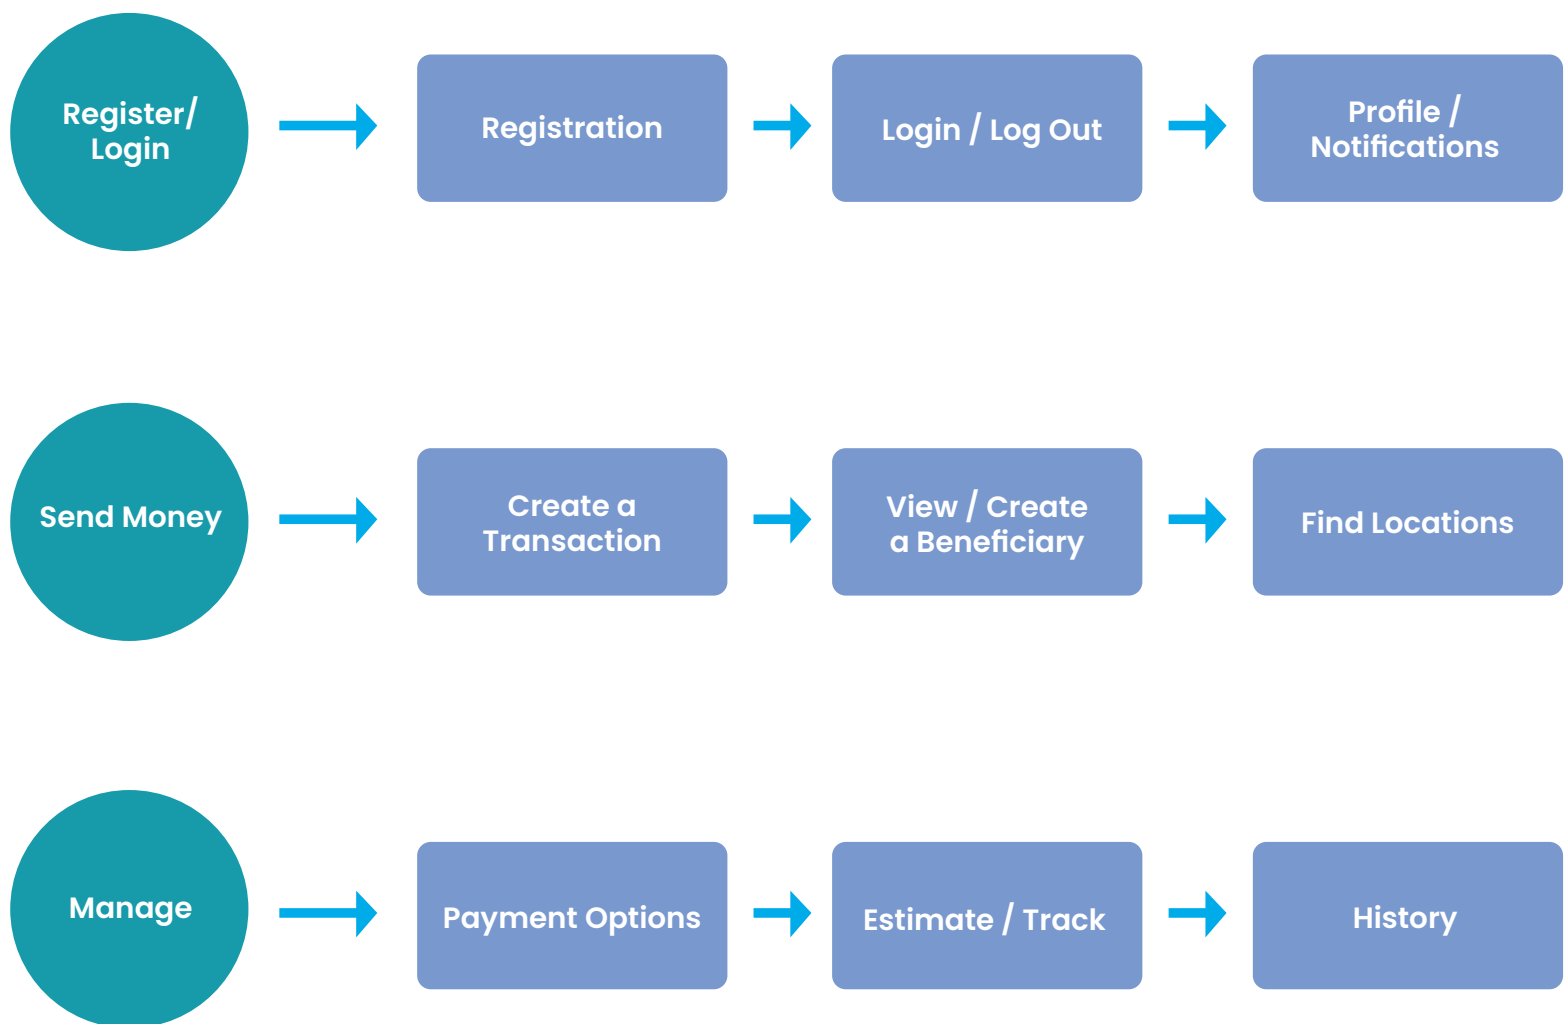 Register/
Login
Registration
Login / Log Out
Profile /
Notifications
Send Money
Create a
Transaction
View / Create
a Beneficiary
Find Locations
Manage
Payment Options
Estimate / Track
History